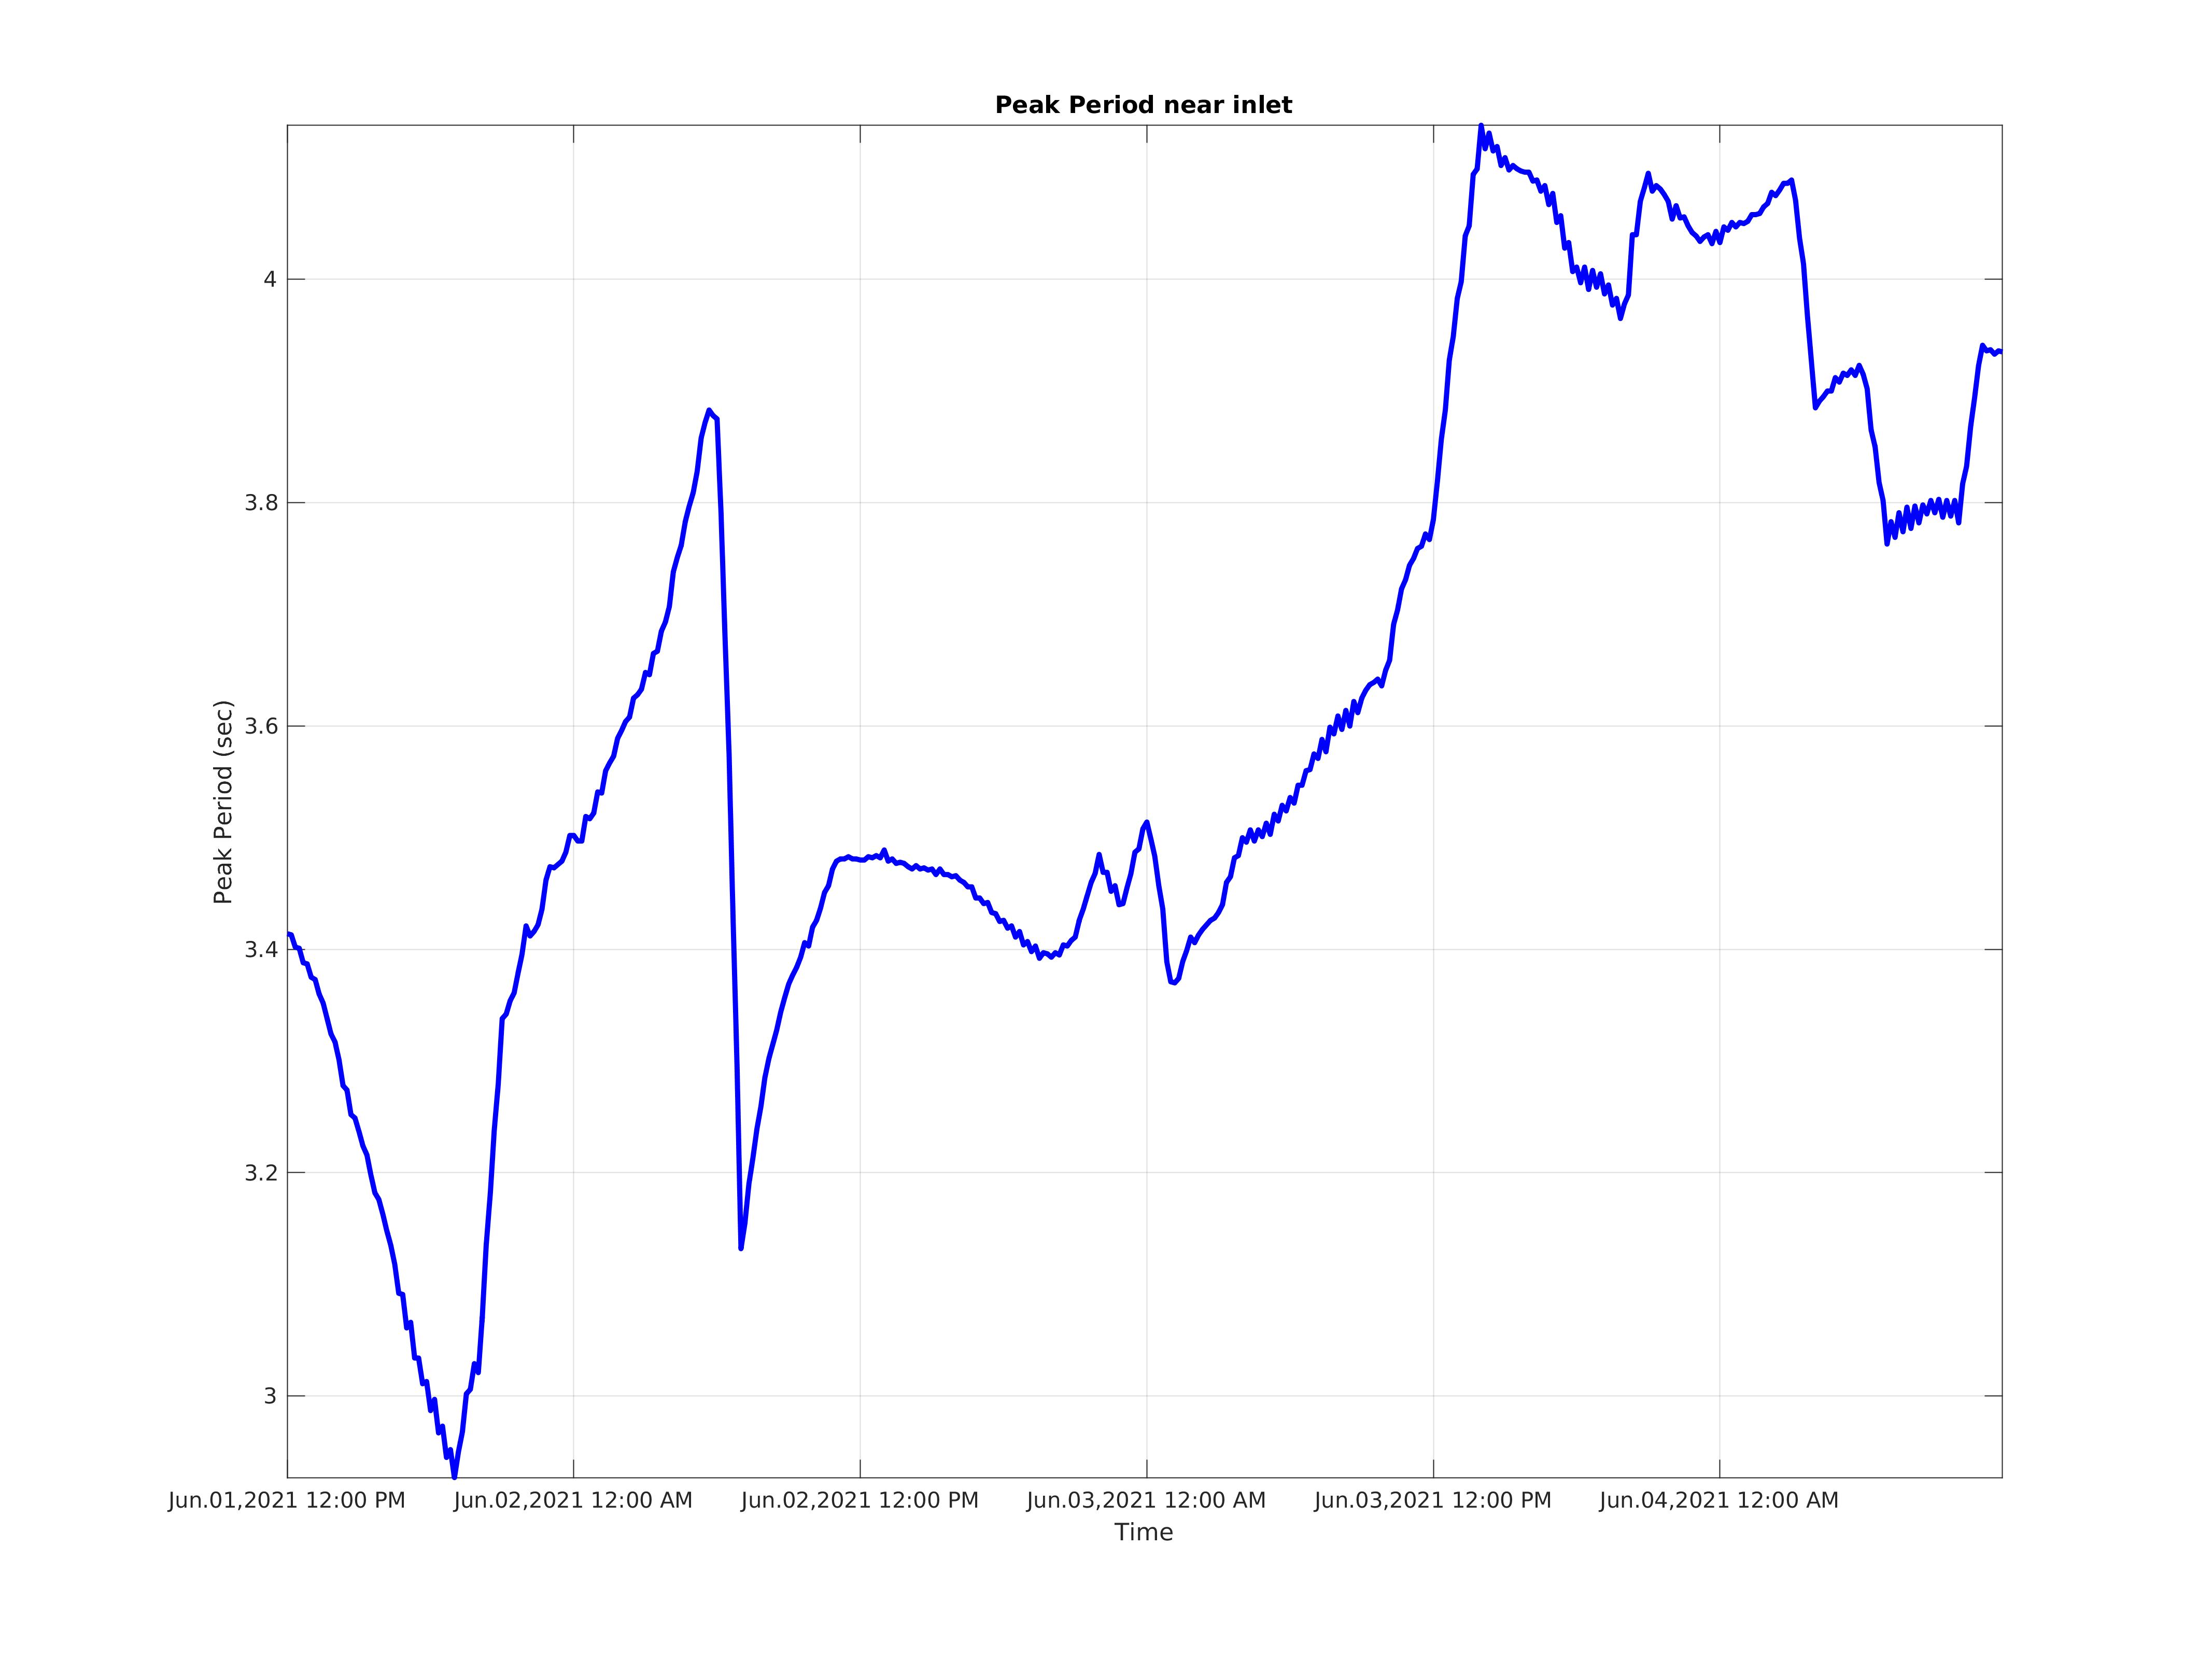 Peak Period near inlet
4
3.8
3.6
3.4
3.2
3
Peak Period (sec)
Jun.01,2021 12:00 PM
Jun.02,2021 12:00 AM
Jun.02,2021 12:00 PM
Jun.03,2021 12:00 AM
Jun.03,2021 12:00 PM
Jun.04,2021 12:00 AM
Time